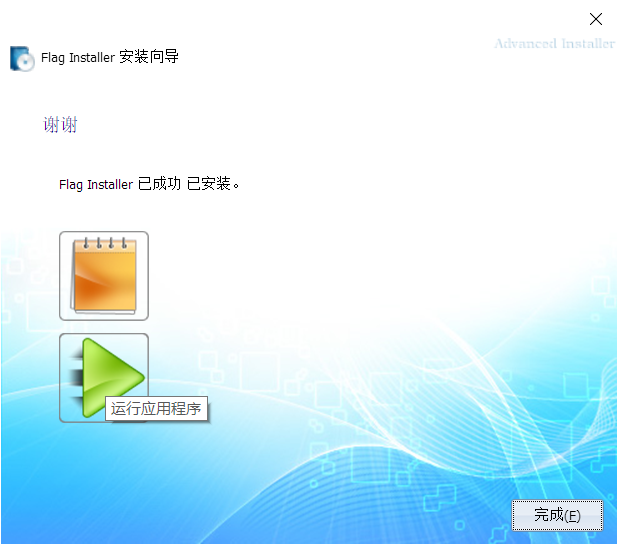 Advanced Installer
Flag Installer 安装向导
谢谢
Flag Installer 已成功 已安装。
运行应用程序
完成(F)